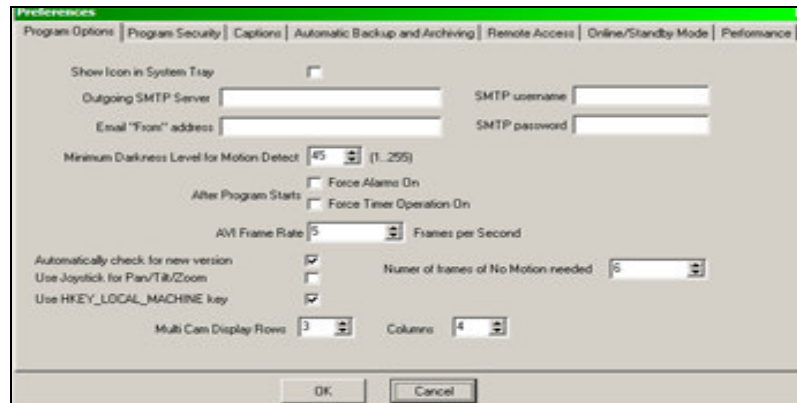 Preferences
Program Options Program Security Captions Automatic Backup and Archiving Remote Access Online/Standby Mode Performance
Show Icon in System Tray
Outgoing SMTP Server SMTP username
Email "From" address SMTP password
Minimum Darkness Level for Motion Detect 45 (1..255)
After Program Starts Force Alarms On
Force Timer Operation On
AVI Frame Rate 5 Frames per Second
Automatically check for new version
Numer of frames of No Motion needed 6
Use Joystick for Pan/Tilt/Zoom
Use HKEY_LOCAL_MACHINE key
Multi Cam Display Rows 3 Columns 4
OK Cancel